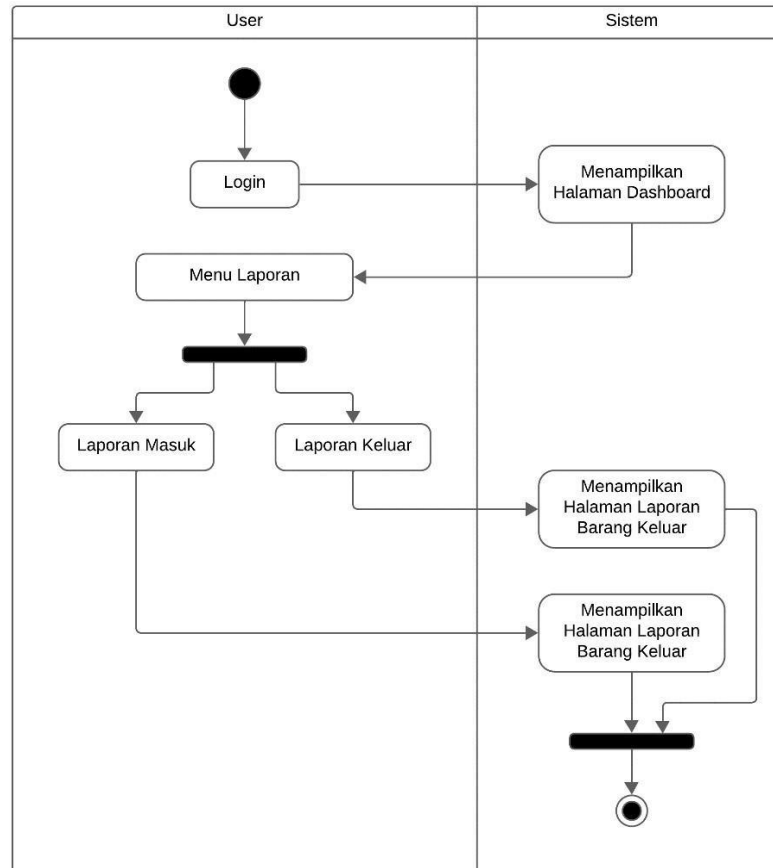 User
Sistem
Login
Menampilkan
Halaman Dashboard
Menu Laporan
Laporan Masuk
Laporan Keluar
Menampilkan
Halaman Laporan
Barang Keluar
Menampilkan
Halaman Laporan
Barang Keluar